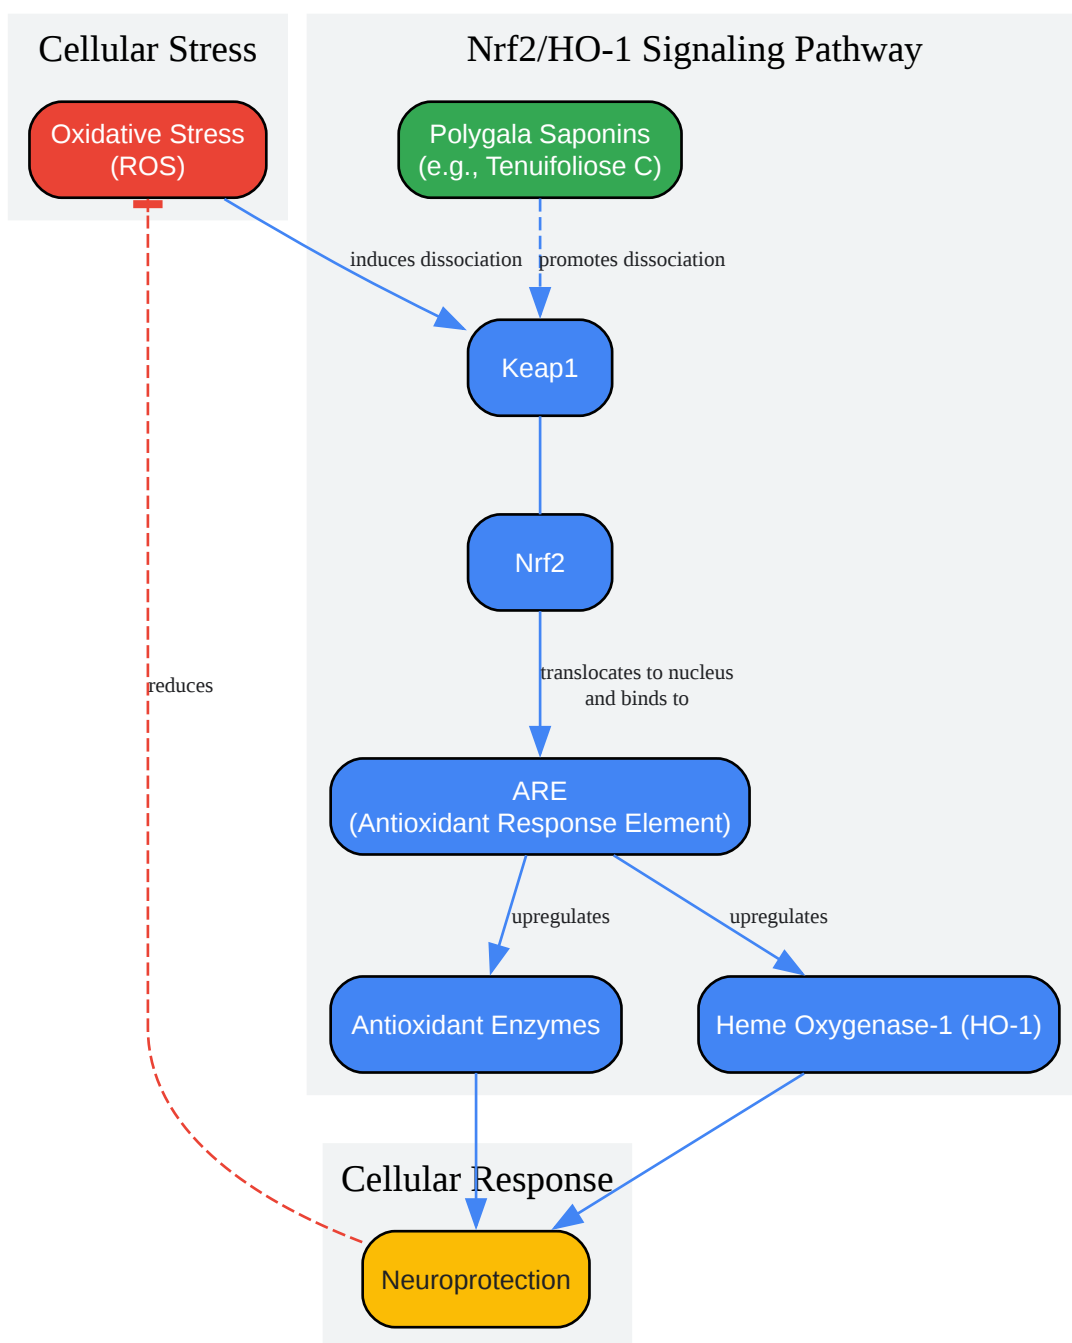 Cellular Stress
Nrf2/HO-1 Signaling Pathway
Oxidative Stress
(ROS)
Polygala Saponins
(e.g., Tenuifoliose C)
induces dissociation
promotes dissociation
Keap1
Nrf2
translocates to nucleus
and binds to
reduces
ARE
(Antioxidant Response Element)
upregulates
upregulates
Antioxidant Enzymes
Heme Oxygenase-1 (HO-1)
Cellular Response
Neuroprotection